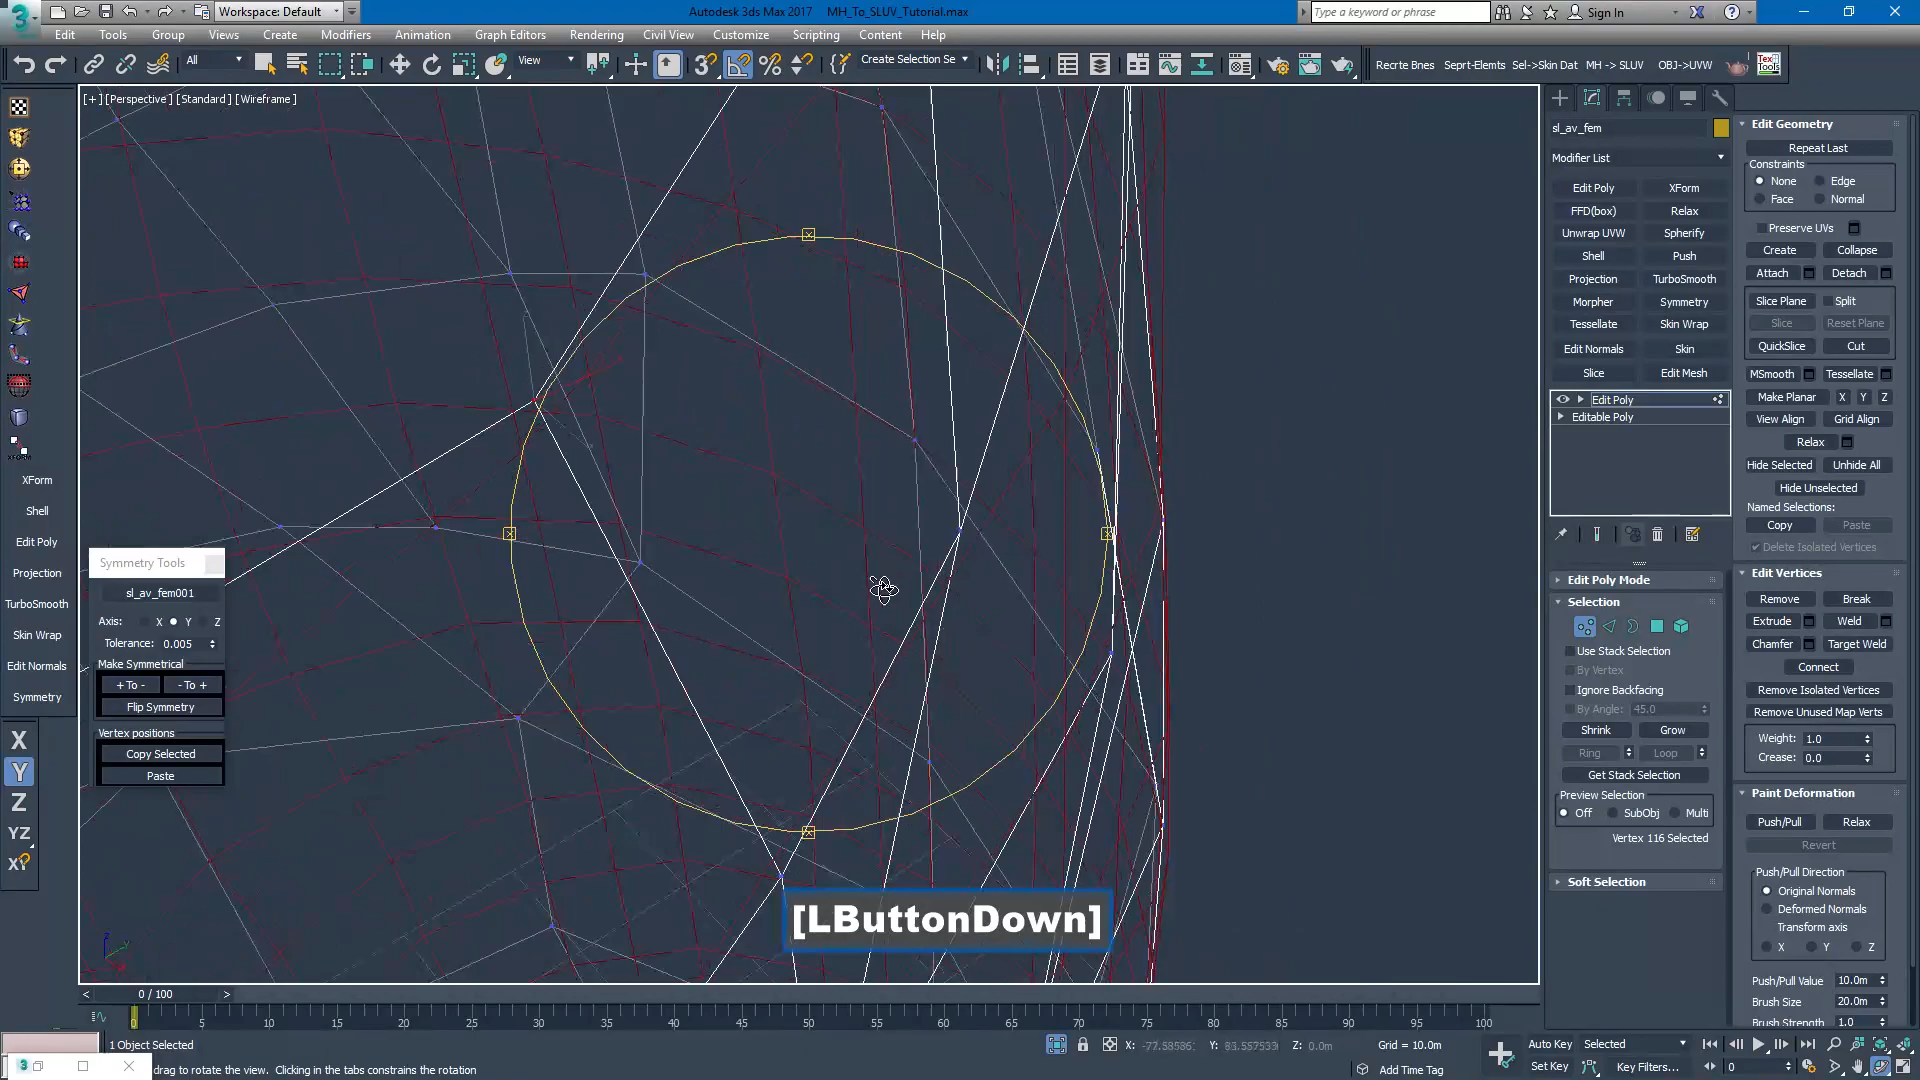 Workspace: Default
Autodesk 3ds Max 2017    MH_To_SLUV_Tutorial.max
Type a keyword or phrase
Sign In
Edit Tools Group Views Create Modifiers Animation Graph Editors Rendering Civil View Customize Scripting Content Help
All
View
Create Selection Se
Recrte Bnes Seprt-Elemts Sel->Skin Dat MH -> SLUV OBJ->UVW
[+] [Perspective] [Standard] [Wireframe]
XForm
Shell
Edit Poly
Projection
TurboSmooth
Skin Wrap
Edit Normals
Symmetry
X
Y
Z
YZ
XY
Symmetry Tools
sl_av_fem001
Axis: X Y Z
Tolerance: 0.005
Make Symmetrical
+ To - - To +
Flip Symmetry
Vertex positions
Copy Selected
Paste
[LButtonDown]
sl_av_fem
Modifier List
Edit Poly XForm
FFD(box) Relax
Unwrap UVW Spherify
Shell Push
Projection TurboSmooth
Morpher Symmetry
Tessellate Skin Wrap
Edit Normals Skin
Slice Edit Mesh
Edit Poly
Editable Poly
Edit Poly Mode
Selection
Use Stack Selection
By Vertex
Ignore Backfacing
By Angle: 45.0
Shrink Grow
Ring Loop
Get Stack Selection
Preview Selection
Off SubObj Multi
Vertex 116 Selected
Soft Selection
Edit Geometry
Repeat Last
Constraints
None Edge
Face Normal
Preserve UVs
Create Collapse
Attach Detach
Slice Plane Split
Slice Reset Plane
QuickSlice Cut
MSmooth Tessellate
Make Planar X Y Z
View Align Grid Align
Relax
Hide Selected Unhide All
Hide Unselected
Named Selections:
Copy Paste
Delete Isolated Vertices
Edit Vertices
Remove Break
Extrude Weld
Chamfer Target Weld
Connect
Remove Isolated Vertices
Remove Unused Map Verts
Weight: 1.0
Crease: 0.0
Paint Deformation
Push/Pull Relax
Revert
Push/Pull Direction
Original Normals
Deformed Normals
Transform axis
X Y Z
Push/Pull Value 10.0m
Brush Size 20.0m
Brush Strength 1.0
< 0 / 100 >
0 5 10 15 20 25 30 35 40 45 50 55 60 65 70 75 80 85 90 95 100
1 Object Selected
drag to rotate the view. Clicking in the tabs constrains the rotation
Z: 0.0m
Grid = 10.0m
Add Time Tag
Auto Key Selected
Set Key Key Filters...
0